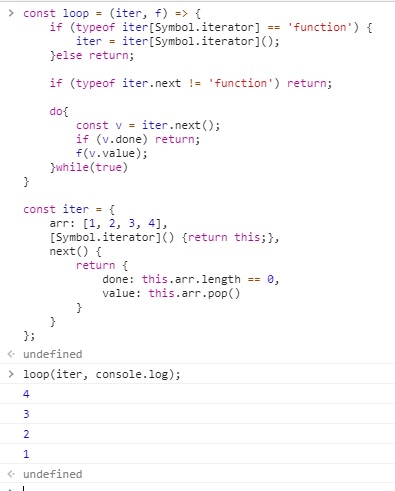 > const loop = (iter, f) => {
    if (typeof iter[Symbol.iterator] == 'function') {
        iter = iter[Symbol.iterator]();
    }else return;

    if (typeof iter.next != 'function') return;

    do{
        const v = iter.next();
        if (v.done) return;
        f(v.value);
    }while(true)
}

const iter = {
    arr: [1, 2, 3, 4],
    [Symbol.iterator]() {return this;},
    next() {
        return {
            done: this.arr.length == 0,
            value: this.arr.pop()
        }
    }
};
< undefined
> loop(iter, console.log);
4
3
2
1
< undefined